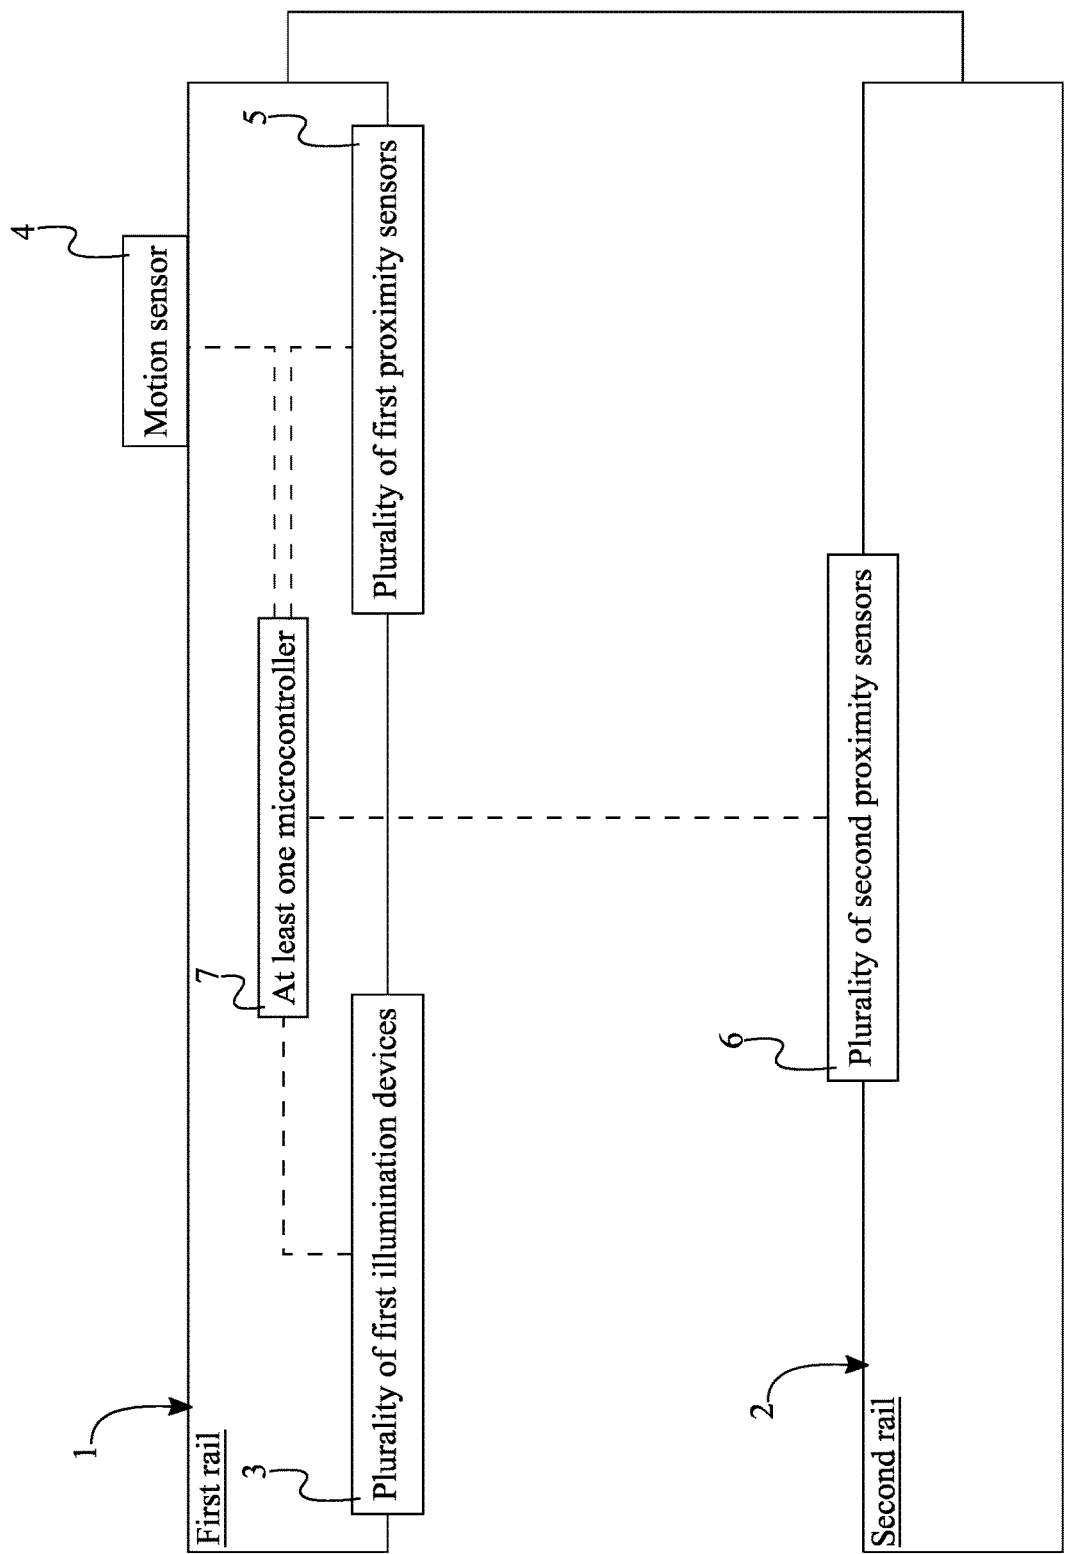 1
First rail
3
Plurality of first illumination devices
7
At least one microcontroller
4
Motion sensor
5
Plurality of first proximity sensors
2
Second rail
6
Plurality of second proximity sensors